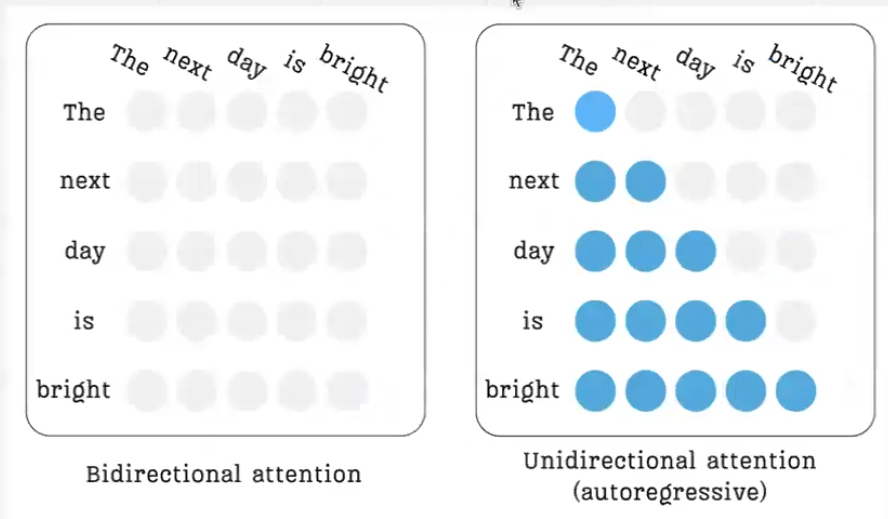 The next day is bright
The
next
day
is
bright
Bidirectional attention
The next day is bright
The
next
day
is
bright
Unidirectional attention
(autoregressive)